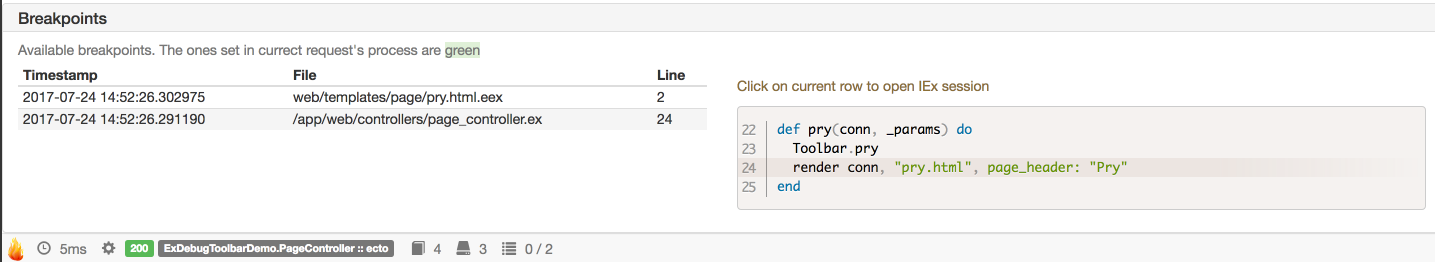 Breakpoints
Available breakpoints. The ones set in currect request's process are green
Timestamp File Line
2017-07-24 14:52:26.302975 web/templates/page/pry.html.eex 2
2017-07-24 14:52:26.291190 /app/web/controllers/page_controller.ex 24
Click on current row to open IEx session
22 def pry(conn, _params) do
23 Toolbar.pry
24 render conn, "pry.html", page_header: "Pry"
25 end
5ms 200 ExDebugToolbarDemo.PageController :: ecto 4 3 0 / 2